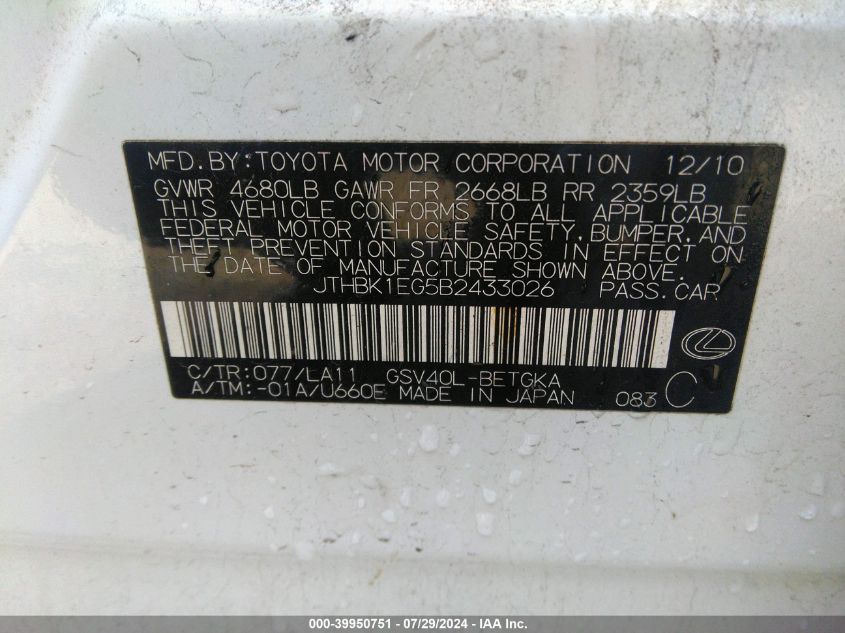 MFD. BY: TOYOTA MOTOR CORPORATION 12/10
GVWR 4680LB GAWR FR 2668LB RR 2359LB
THIS VEHICLE CONFORMS TO ALL APPLICABLE
FEDERAL MOTOR VEHICLE SAFETY, BUMPER, AND
THEFT PREVENTION STANDARDS IN EFFECT ON
THE DATE OF MANUFACTURE SHOWN ABOVE.
JTHBK1EG5B2433026 PASS. CAR
C/TR: 077/LA11 GSV40L-BETGKA
A/TM: -01A/U660E MADE IN JAPAN 083 C
000-39950751 - 07/29/2024 - IAA Inc.